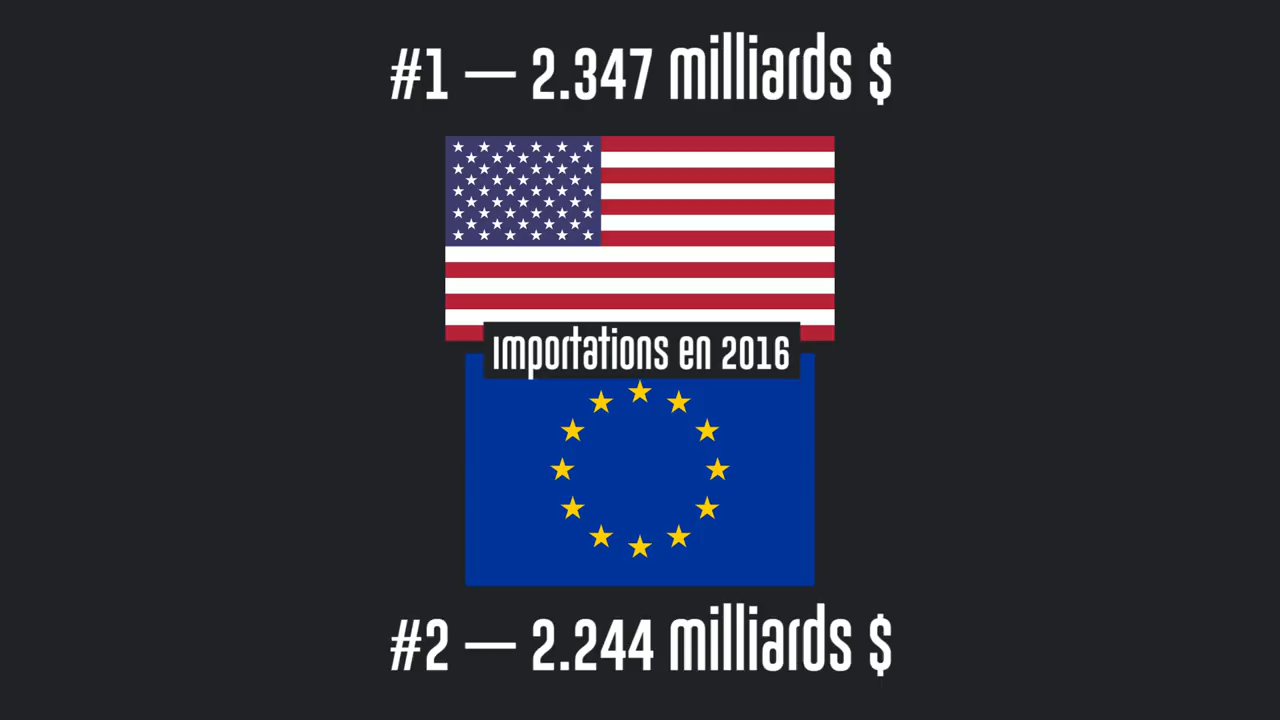 #1 — 2.347 milliards $
Importations en 2016
#2 — 2.244 milliards $